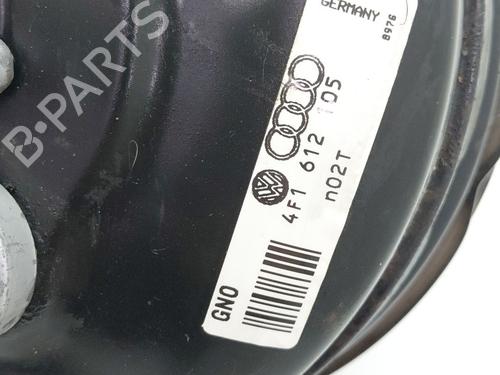 GERMANY
8976
4F1 612 105
n02T
GNO
B-PARTS